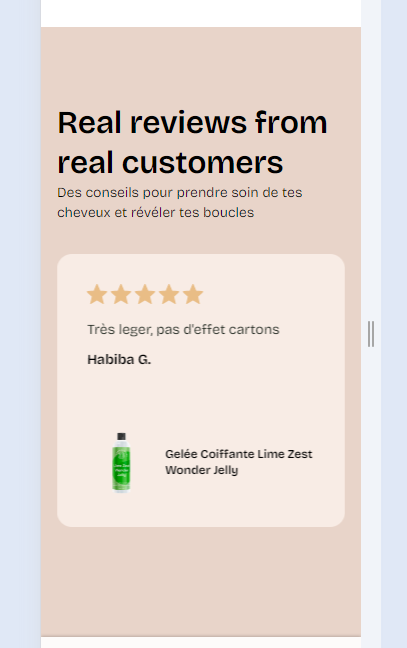 Real reviews from
real customers
Des conseils pour prendre soin de tes
cheveux et révéler tes boucles
Très leger, pas d'effet cartons
Habiba G.
Gelée Coiffante Lime Zest
Wonder Jelly